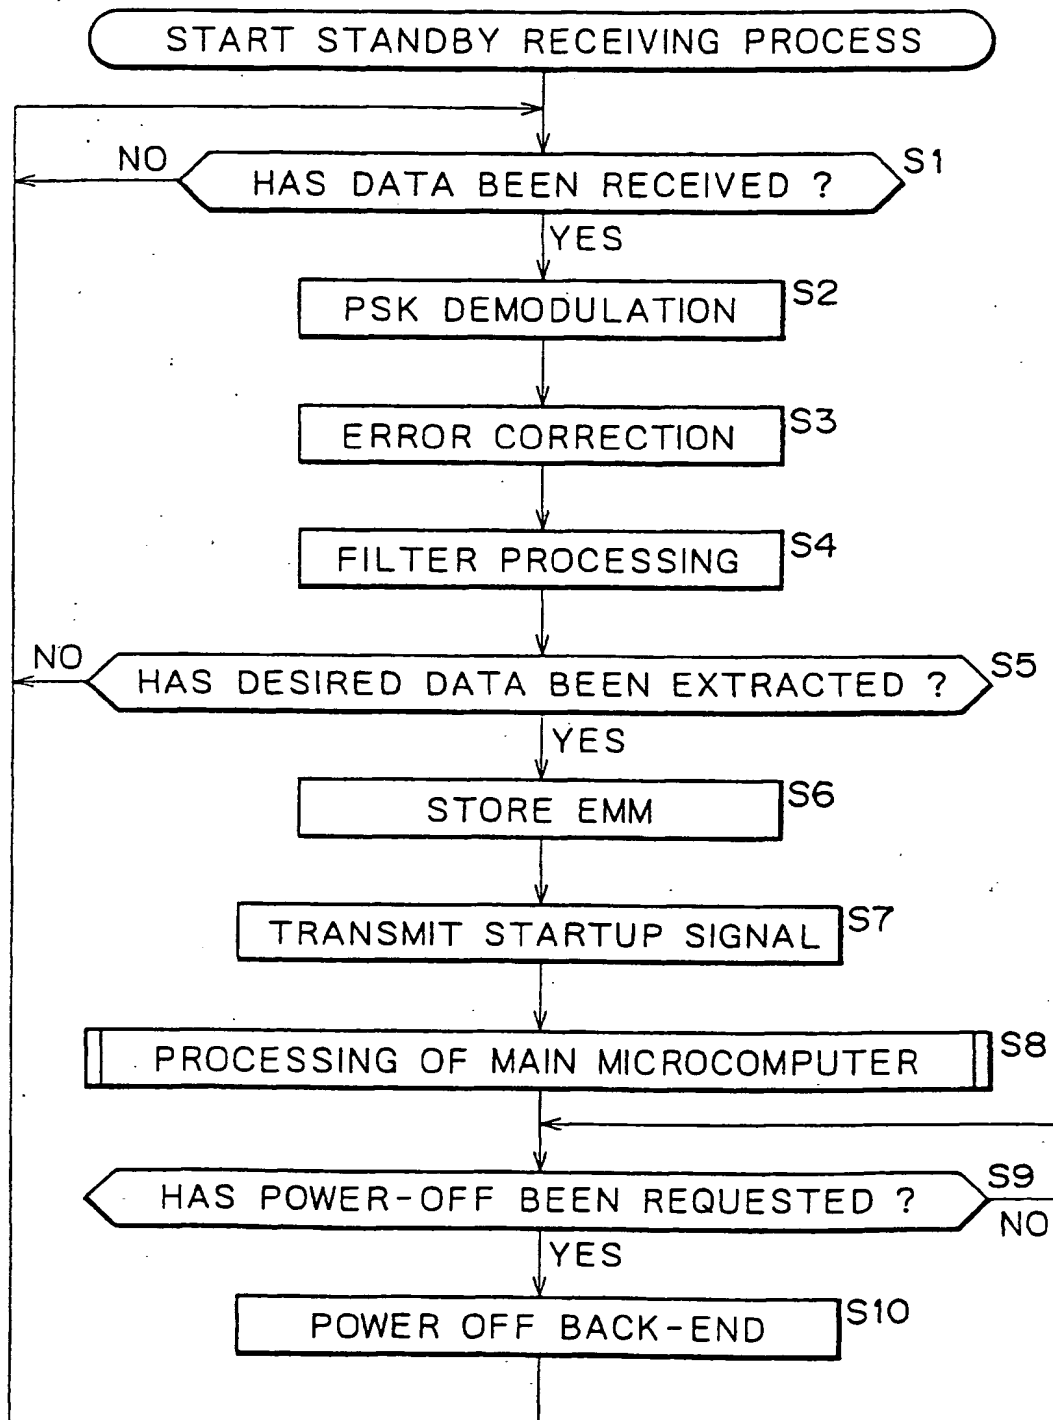 START STANDBY RECEIVING PROCESS
NO
HAS DATA BEEN RECEIVED ?
S1
YES
PSK DEMODULATION
S2
ERROR CORRECTION
S3
FILTER PROCESSING
S4
NO
HAS DESIRED DATA BEEN EXTRACTED ?
S5
YES
STORE EMM
S6
TRANSMIT STARTUP SIGNAL
S7
PROCESSING OF MAIN MICROCOMPUTER
S8
HAS POWER-OFF BEEN REQUESTED ?
S9
NO
YES
POWER OFF BACK-END
S10